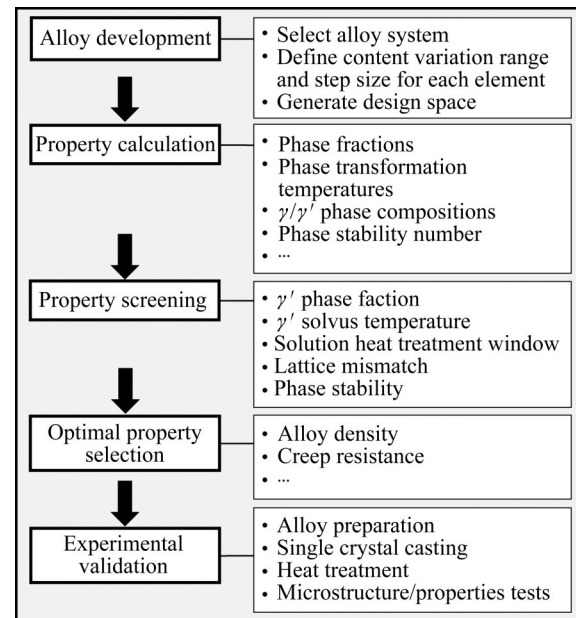 Alloy development
• Select alloy system
• Define content variation range
and step size for each element
• Generate design space
Property calculation
• Phase fractions
• Phase transformation
temperatures
• γ/γ′ phase compositions
• Phase stability number
• ...
Property screening
• γ′ phase faction
• γ′ solvus temperature
• Solution heat treatment window
• Lattice mismatch
• Phase stability
Optimal property
selection
• Alloy density
• Creep resistance
• ...
Experimental
validation
• Alloy preparation
• Single crystal casting
• Heat treatment
• Microstructure/properties tests